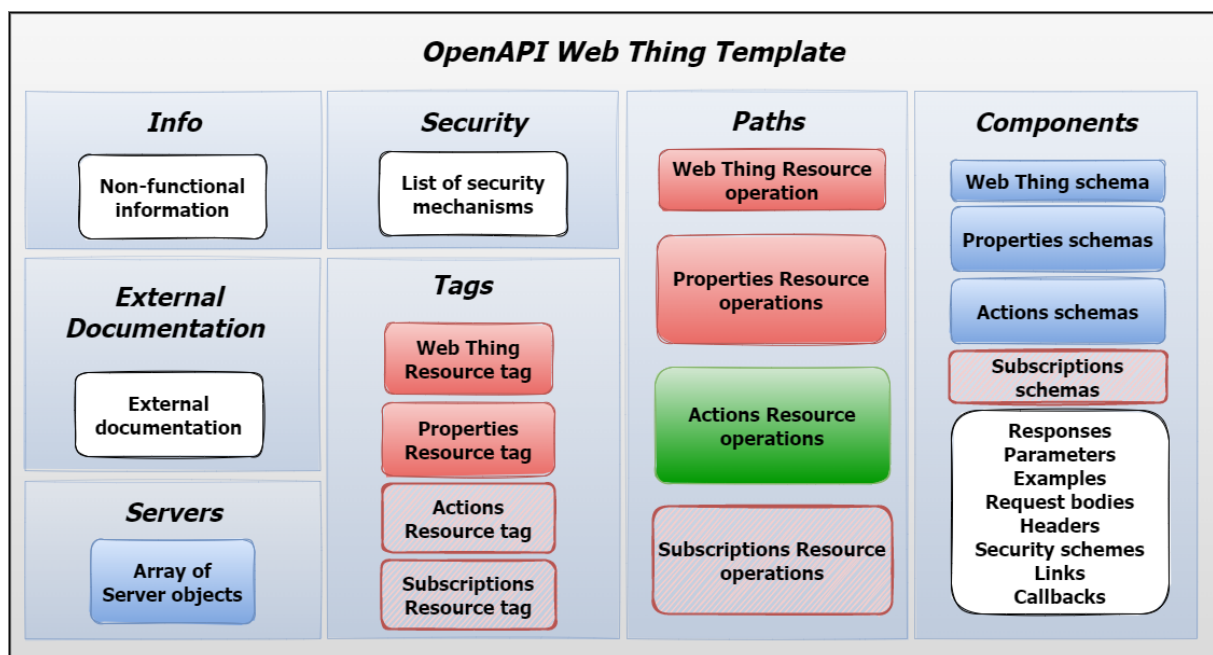 OpenAPI Web Thing Template
Info
Non-functional
information
External
Documentation
External
documentation
Servers
Array of
Server objects
Security
List of security
mechanisms
Tags
Web Thing
Resource tag
Properties
Resource tag
Actions
Resource tag
Subscriptions
Resource tag
Paths
Web Thing Resource
operation
Properties Resource
operations
Actions Resource
operations
Subscriptions Resource
operations
Components
Web Thing schema
Properties schemas
Actions schemas
Subscriptions
schemas
Responses
Parameters
Examples
Request bodies
Headers
Security schemes
Links
Callbacks